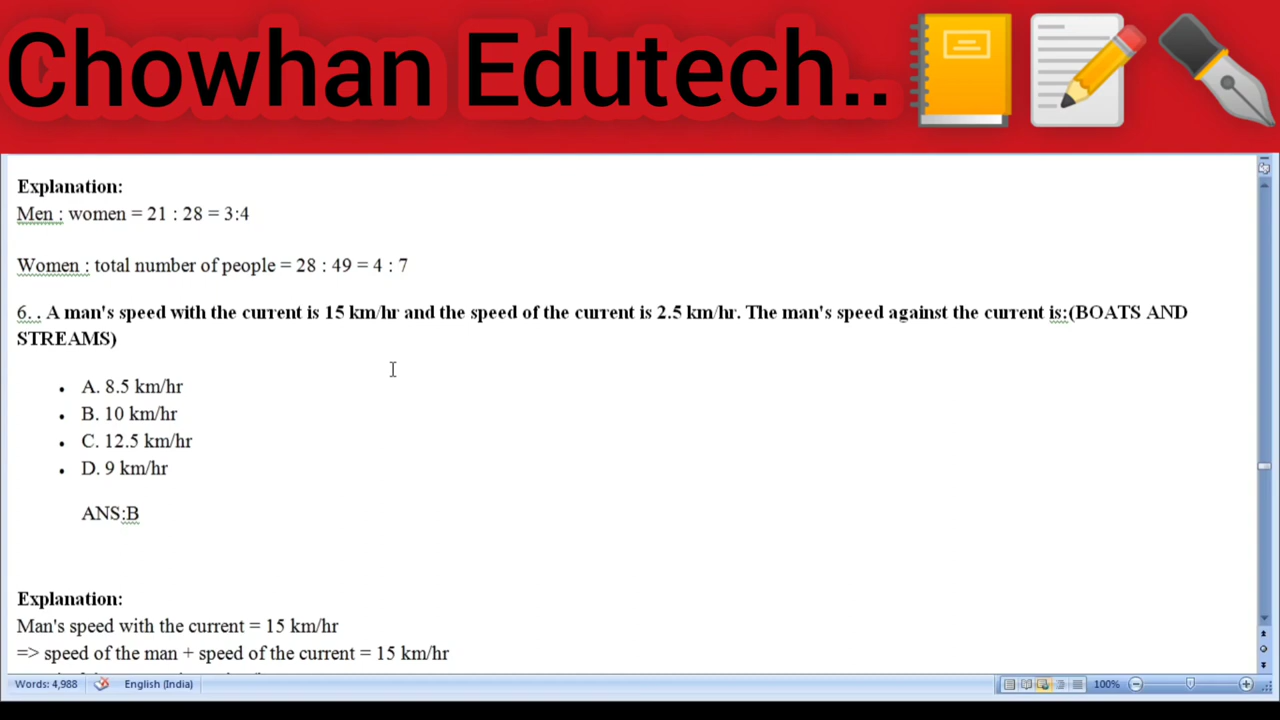 Chowhan Edutech..
Explanation:
Men : women = 21 : 28 = 3:4
Women : total number of people = 28 : 49 = 4 : 7
6. . A man's speed with the current is 15 km/hr and the speed of the current is 2.5 km/hr. The man's speed against the current is:(BOATS AND
STREAMS)
• A. 8.5 km/hr
• B. 10 km/hr
• C. 12.5 km/hr
• D. 9 km/hr
ANS:B
Explanation:
Man's speed with the current = 15 km/hr
=> speed of the man + speed of the current = 15 km/hr
Words: 4,988 English (India) 100%